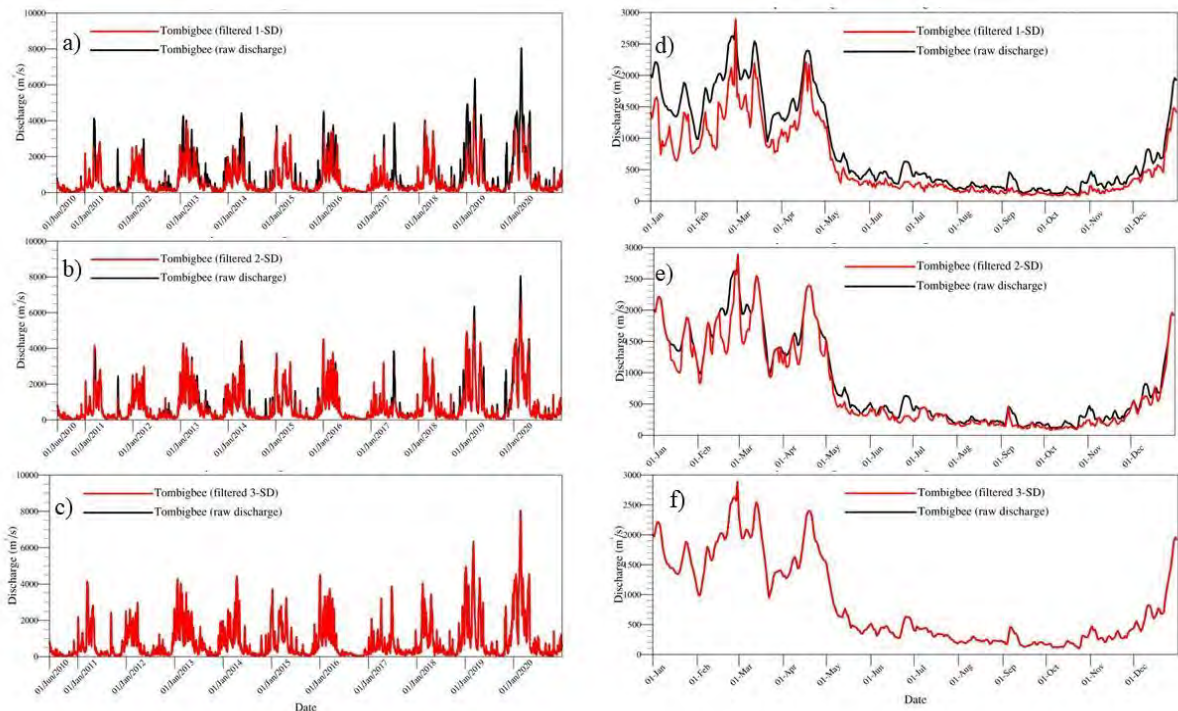 a)
Tombigbee (filtered 1-SD)
Tombigbee (raw discharge)
Discharge (m³/s)
10000
8000
6000
4000
2000
0
01/Jan/2010
01/Jan/2011
01/Jan/2012
01/Jan/2013
01/Jan/2014
01/Jan/2015
01/Jan/2016
01/Jan/2017
01/Jan/2018
01/Jan/2019
01/Jan/2020
b)
Tombigbee (filtered 2-SD)
Tombigbee (raw discharge)
Discharge (m³/s)
10000
8000
6000
4000
2000
0
01/Jan/2010
01/Jan/2011
01/Jan/2012
01/Jan/2013
01/Jan/2014
01/Jan/2015
01/Jan/2016
01/Jan/2017
01/Jan/2018
01/Jan/2019
01/Jan/2020
c)
Tombigbee (filtered 3-SD)
Tombigbee (raw discharge)
Discharge (m³/s)
10000
8000
6000
4000
2000
0
01/Jan/2010
01/Jan/2011
01/Jan/2012
01/Jan/2013
01/Jan/2014
01/Jan/2015
01/Jan/2016
01/Jan/2017
01/Jan/2018
01/Jan/2019
01/Jan/2020
Date
d)
Tombigbee (filtered 1-SD)
Tombigbee (raw discharge)
Discharge (m³/s)
3000
2500
2000
1500
1000
500
0
01-Jan
01-Feb
01-Mar
01-Apr
01-May
01-Jun
01-Jul
01-Aug
01-Sep
01-Oct
01-Nov
01-Dec
e)
Tombigbee (filtered 2-SD)
Tombigbee (raw discharge)
Discharge (m³/s)
3000
2500
2000
1500
1000
500
0
01-Jan
01-Feb
01-Mar
01-Apr
01-May
01-Jun
01-Jul
01-Aug
01-Sep
01-Oct
01-Nov
01-Dec
f)
Tombigbee (filtered 3-SD)
Tombigbee (raw discharge)
Discharge (m³/s)
3000
2500
2000
1500
1000
500
0
01-Jan
01-Feb
01-Mar
01-Apr
01-May
01-Jun
01-Jul
01-Aug
01-Sep
01-Oct
01-Nov
01-Dec
Date